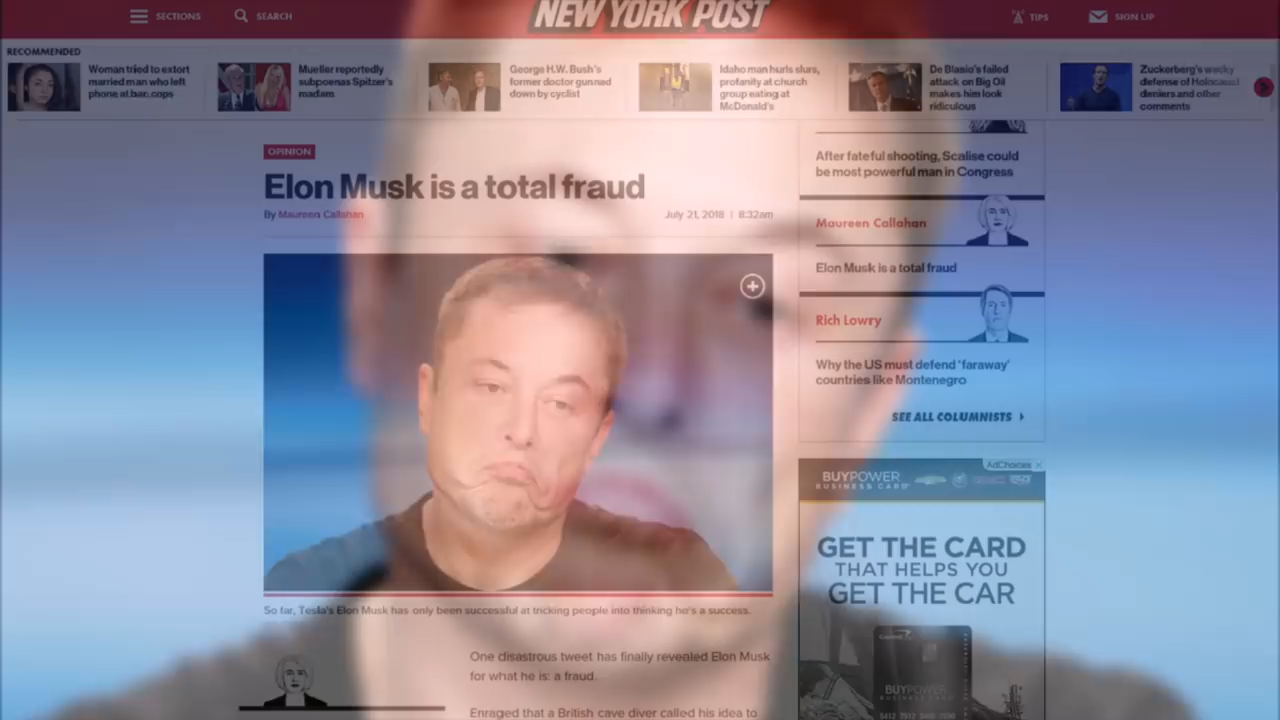 SECTIONS
SEARCH
NEW YORK POST
TIPS
SIGN UP
RECOMMENDED
Woman tried to extort
married man who left
phone at bar: cops
Mueller reportedly
subpoenas Spitzer's
madam
George H.W. Bush's
former doctor gunned
down by cyclist
Idaho man hurls slurs,
profanity at church
group eating at
McDonald's
De Blasio's failed
attack on Big Oil
makes him look
ridiculous
Zuckerberg's wacky
defense of Holocaust
deniers and other
comments
OPINION
Elon Musk is a total fraud
By Maureen Callahan
July 21, 2018 | 8:32am
So far, Tesla's Elon Musk has only been successful at tricking people into thinking he's a success.
One disastrous tweet has finally revealed Elon Musk
for what he is: a fraud.
Enraged that a British cave diver called his idea to
After fateful shooting, Scalise could
be most powerful man in Congress
Maureen Callahan
Elon Musk is a total fraud
Rich Lowry
Why the US must defend 'faraway'
countries like Montenegro
SEE ALL COLUMNISTS
AdChoices
BUYPOWER
BUSINESS CARD
GET THE CARD
THAT HELPS YOU
GET THE CAR
BUYPOWER